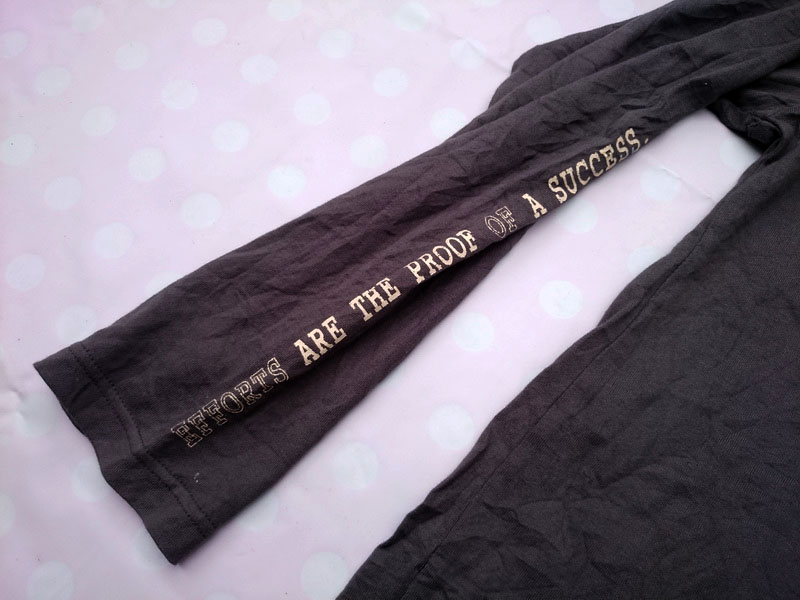 EFFORTS ARE THE PROOF OF A SUCCESS.